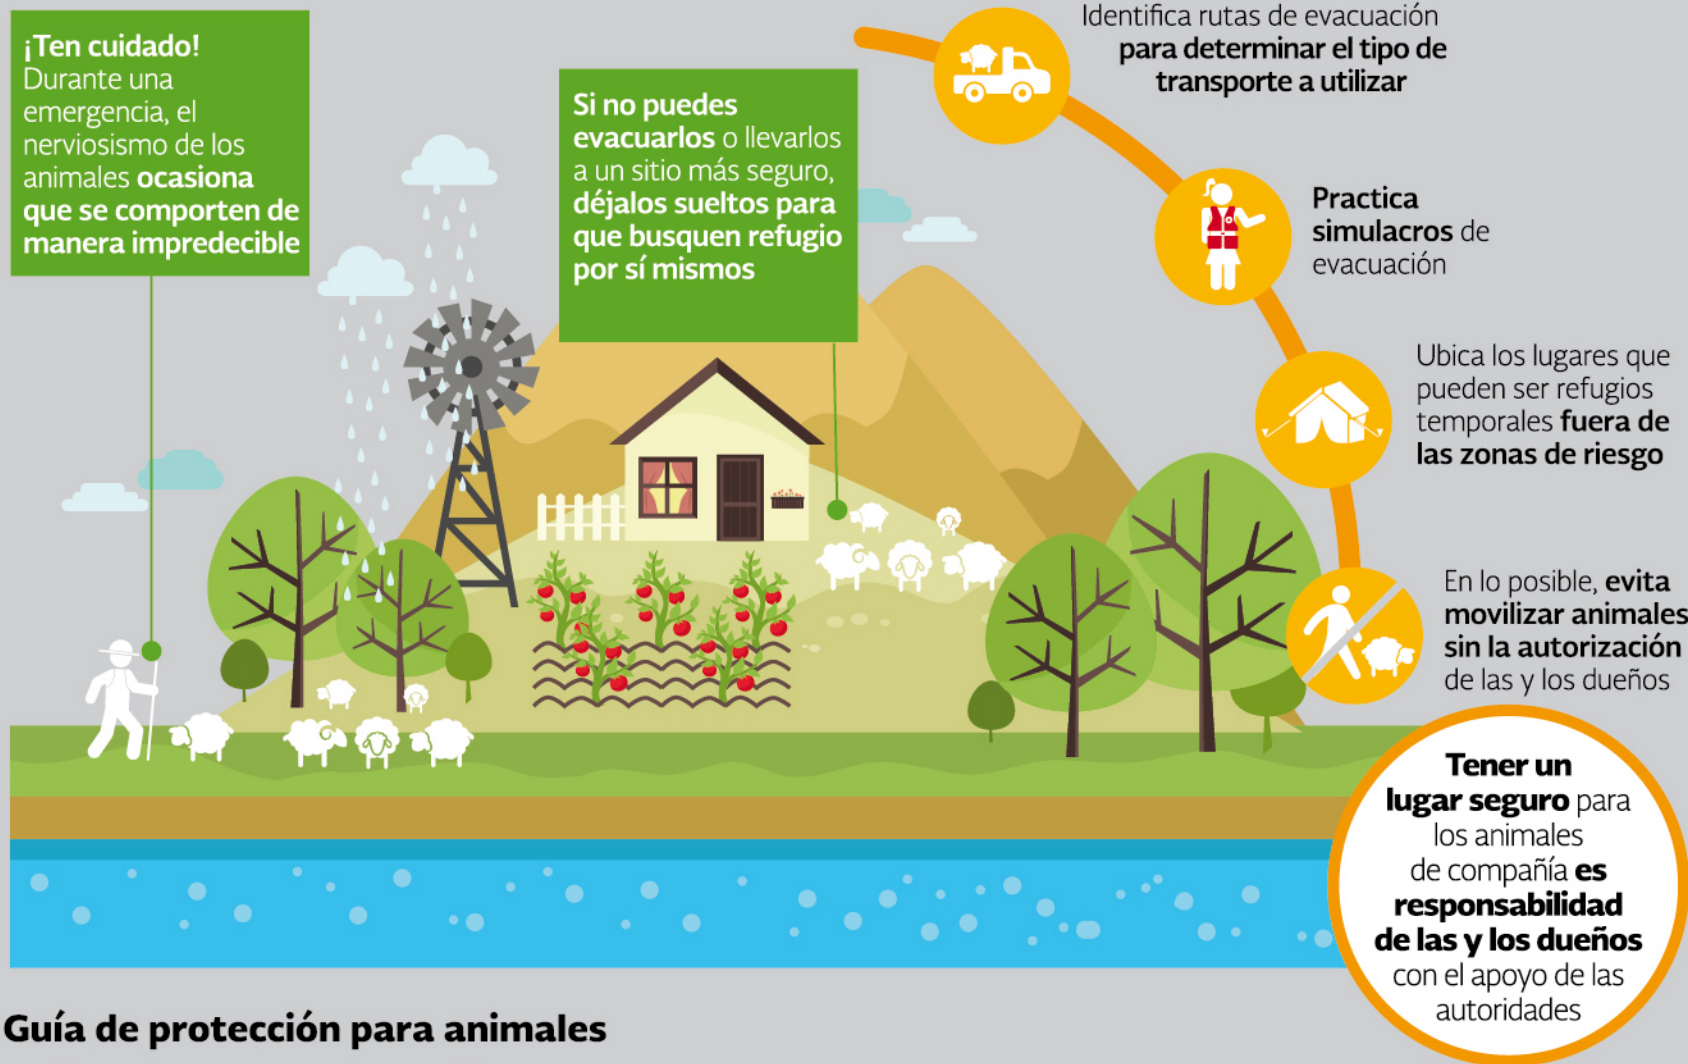 ¡Ten cuidado!
Durante una
emergencia, el
nerviosismo de los
animales ocasiona
que se comporten de
manera impredecible
Si no puedes
evacuarlos o llevarlos
a un sitio más seguro,
déjalos sueltos para
que busquen refugio
por sí mismos
Identifica rutas de evacuación
para determinar el tipo de
transporte a utilizar
Practica
simulacros de
evacuación
Ubica los lugares que
pueden ser refugios
temporales fuera de
las zonas de riesgo
En lo posible, evita
movilizar animales
sin la autorización
de las y los dueños
Tener un
lugar seguro para
los animales
de compañía es
responsabilidad
de las y los dueños
con el apoyo de las
autoridades
Guía de protección para animales